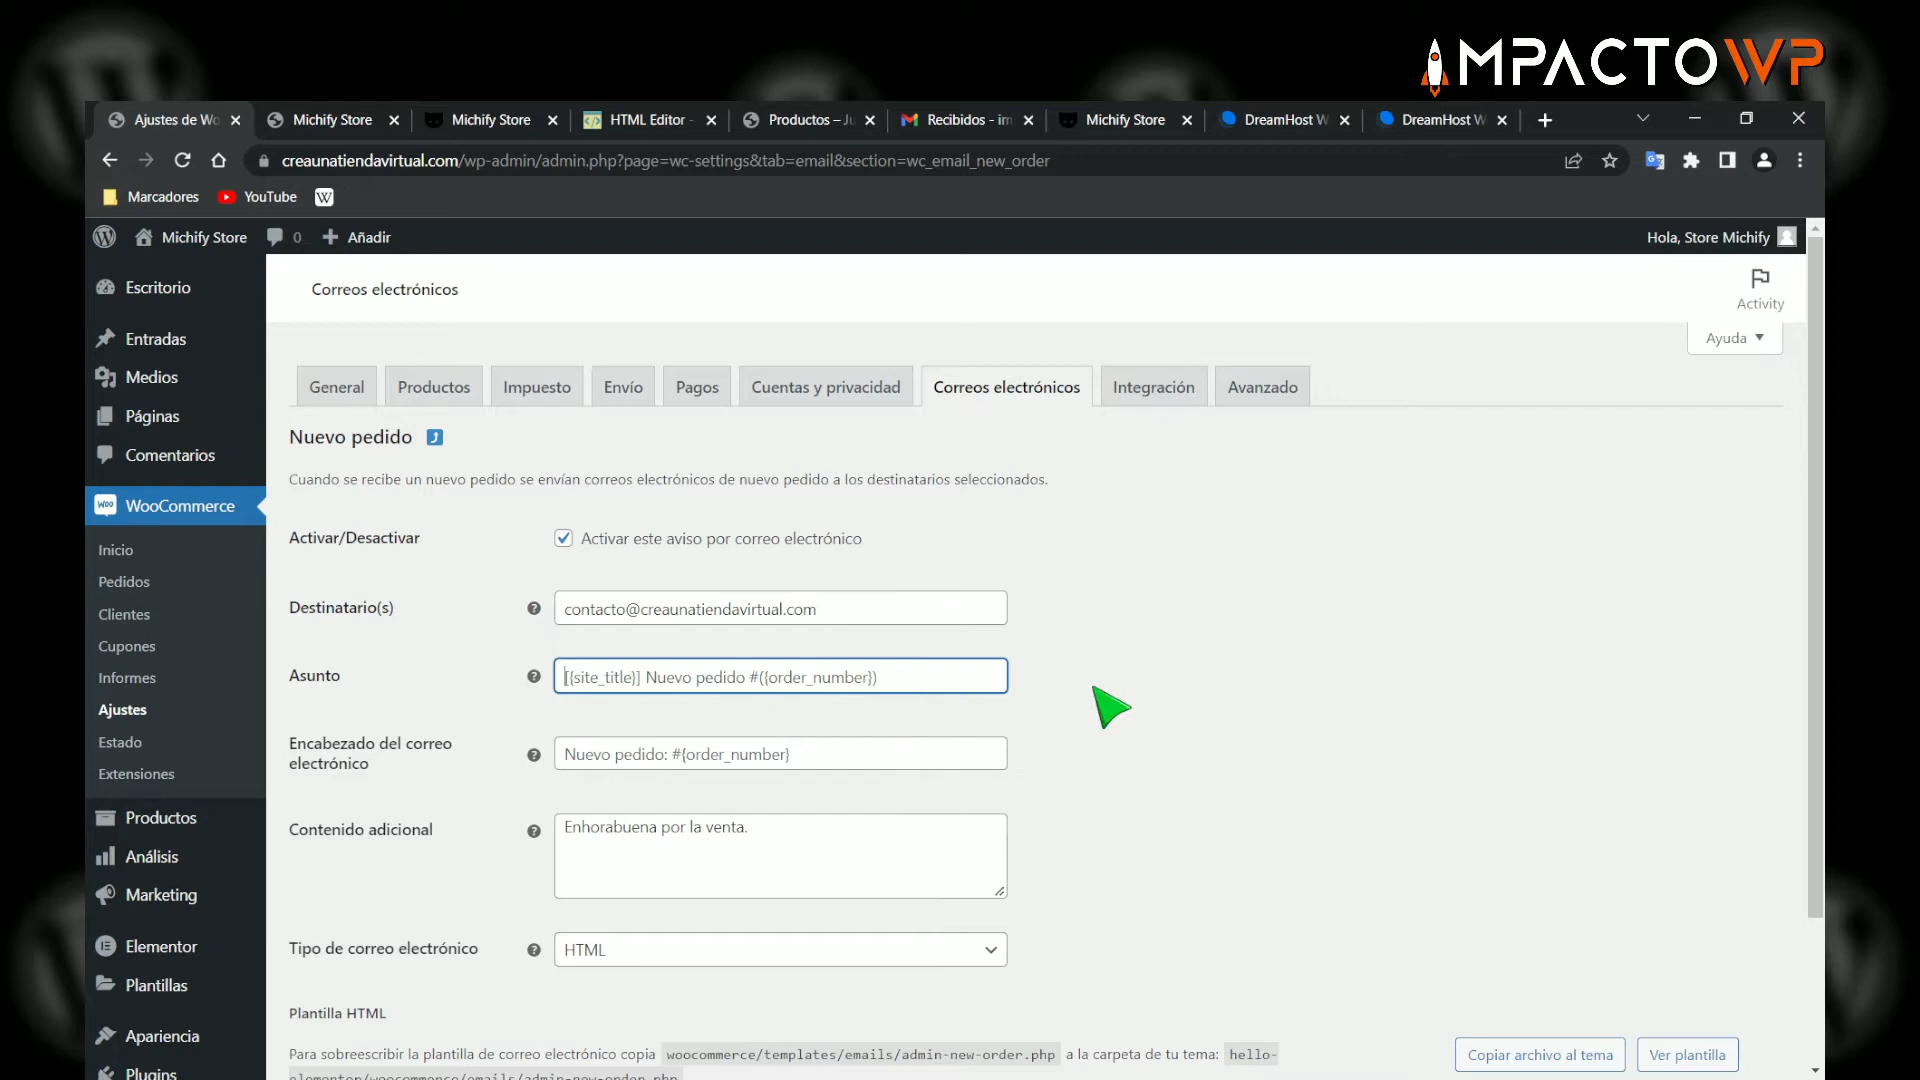 IMPACTOWP
Ajustes de Wo
Michify Store
Michify Store
HTML Editor -
Productos – Ju
Recibidos - im
Michify Store
DreamHost W
DreamHost W
creaunatiendavirtual.com/wp-admin/admin.php?page=wc-settings&tab=email&section=wc_email_new_order
Marcadores
YouTube
Michify Store
0
Añadir
Hola, Store Michify
Escritorio
Entradas
Medios
Páginas
Comentarios
WooCommerce
Inicio
Pedidos
Clientes
Cupones
Informes
Ajustes
Estado
Extensiones
Productos
Análisis
Marketing
Elementor
Plantillas
Apariencia
Plugins
Correos electrónicos
Activity
Ayuda
General
Productos
Impuesto
Envío
Pagos
Cuentas y privacidad
Correos electrónicos
Integración
Avanzado
Nuevo pedido
Cuando se recibe un nuevo pedido se envían correos electrónicos de nuevo pedido a los destinatarios seleccionados.
Activar/Desactivar
Activar este aviso por correo electrónico
Destinatario(s)
contacto@creaunatiendavirtual.com
Asunto
[{site_title}] Nuevo pedido #({order_number})
Encabezado del correo
electrónico
Nuevo pedido: #{order_number}
Contenido adicional
Enhorabuena por la venta.
Tipo de correo electrónico
HTML
Plantilla HTML
Para sobreescribir la plantilla de correo electrónico copia woocommerce/templates/emails/admin-new-order.php a la carpeta de tu tema: hello-
elementor/woocommerce/emails/admin-new-order.php
Copiar archivo al tema
Ver plantilla